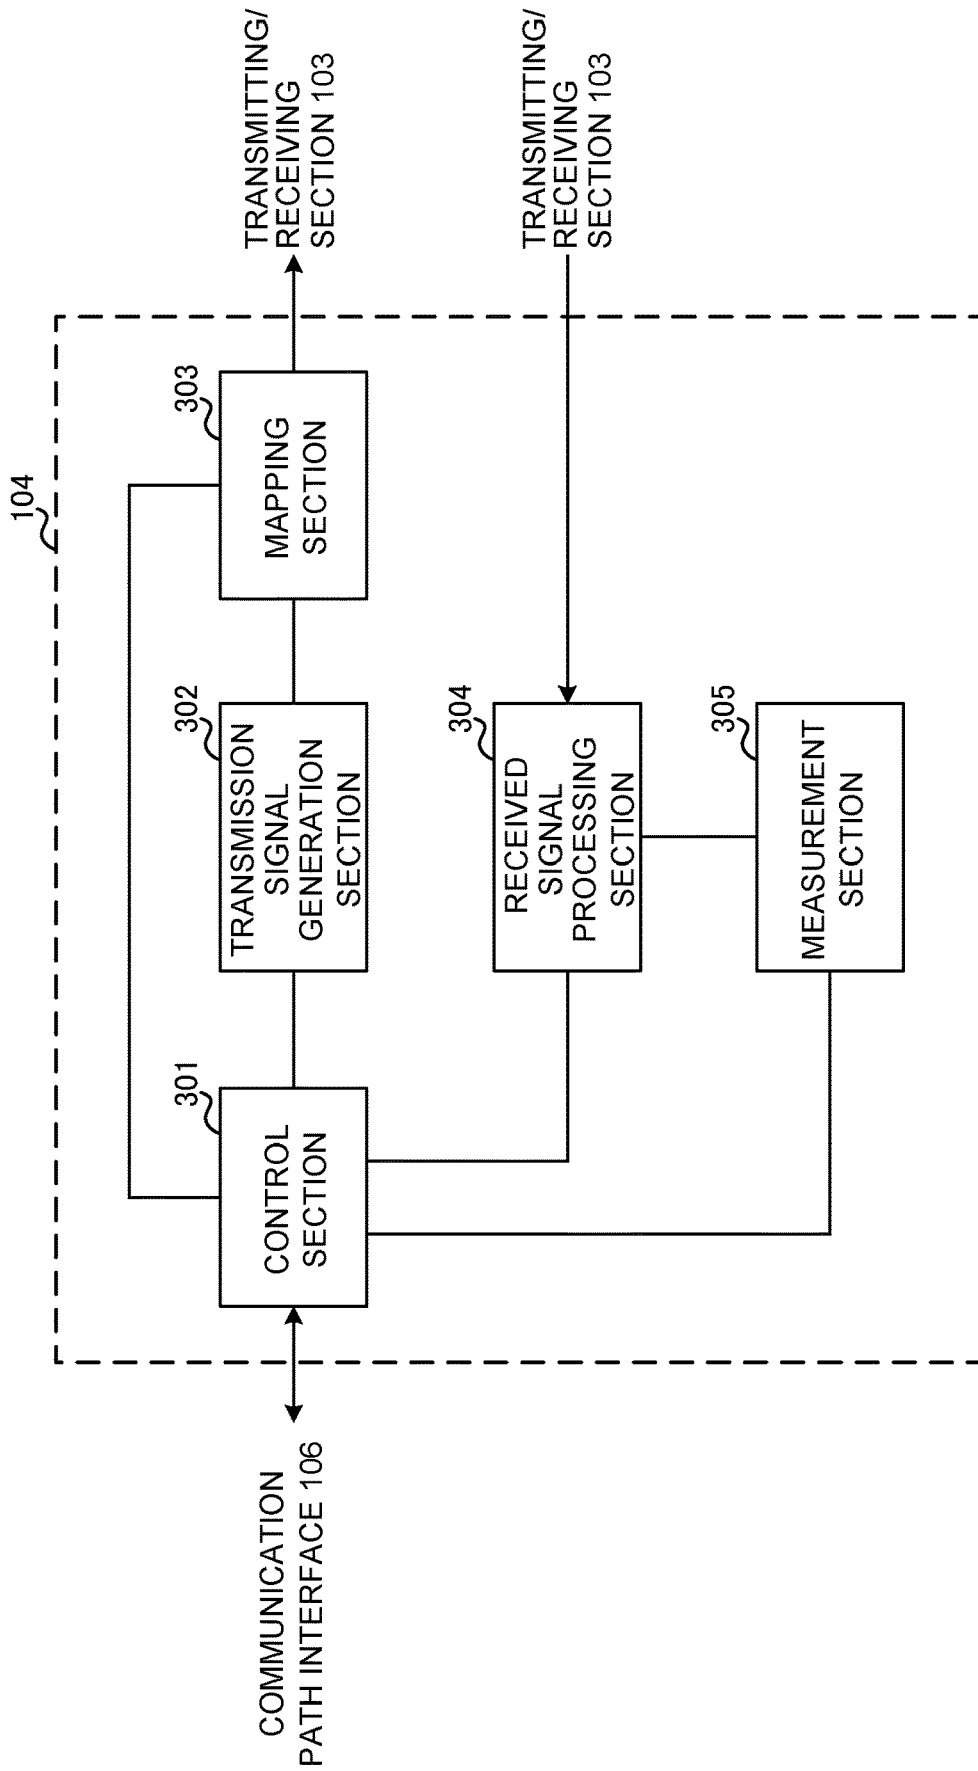 104
COMMUNICATION
PATH INTERFACE 106
301
CONTROL
SECTION
302
TRANSMISSION
SIGNAL
GENERATION
SECTION
303
MAPPING
SECTION
TRANSMITTING/
RECEIVING
SECTION 103
304
RECEIVED
SIGNAL
PROCESSING
SECTION
TRANSMITTING/
RECEIVING
SECTION 103
305
MEASUREMENT
SECTION